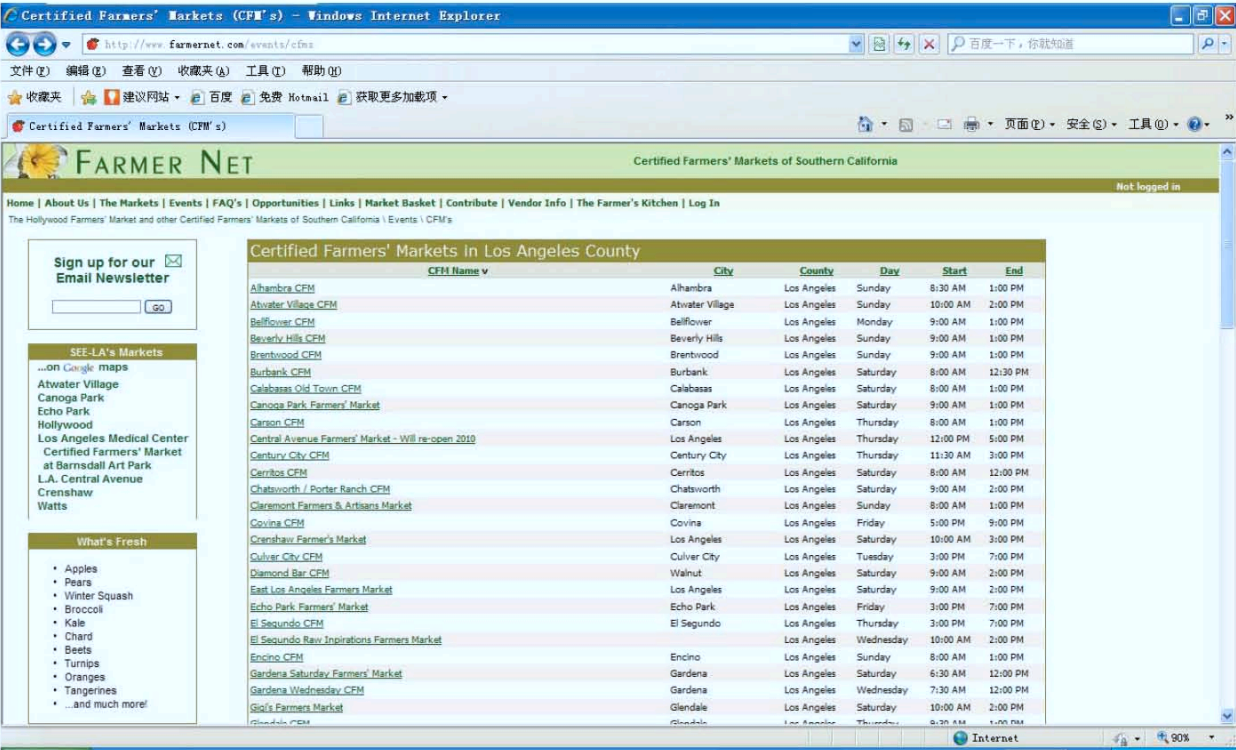 Certified Farmers' Markets (CFM's) - Windows Internet Explorer
http://www.farmernet.com/events/cfms
百度一下，你就知道
文件(F) 编辑(E) 查看(V) 收藏夹(A) 工具(T) 帮助(H)
收藏夹 建议网站 百度 免费 Hotmail 获取更多加载项
Certified Farmers' Markets (CFM's)
页面(P) 安全(S) 工具(O) »
FARMER NET
Certified Farmers' Markets of Southern California
Not logged in
Home | About Us | The Markets | Events | FAQ's | Opportunities | Links | Market Basket | Contribute | Vendor Info | The Farmer's Kitchen | Log In
The Hollywood Farmers' Market and other Certified Farmers' Markets of Southern California \ Events \ CFM's
Sign up for our
Email Newsletter
GO
SEE-LA's Markets
...on Google maps
Atwater Village
Canoga Park
Echo Park
Hollywood
Los Angeles Medical Center
Certified Farmers' Market
at Barnsdall Art Park
L.A. Central Avenue
Crenshaw
Watts
What's Fresh
• Apples
• Pears
• Winter Squash
• Broccoli
• Kale
• Chard
• Beets
• Turnips
• Oranges
• Tangerines
• ...and much more!
Certified Farmers' Markets in Los Angeles County
CFM Name v City County Day Start End
Alhambra CFM Alhambra Los Angeles Sunday 8:30 AM 1:00 PM
Atwater Village CFM Atwater Village Los Angeles Sunday 10:00 AM 2:00 PM
Bellflower CFM Bellflower Los Angeles Monday 9:00 AM 1:00 PM
Beverly Hills CFM Beverly Hills Los Angeles Sunday 9:00 AM 1:00 PM
Brentwood CFM Brentwood Los Angeles Sunday 9:00 AM 1:00 PM
Burbank CFM Burbank Los Angeles Saturday 8:00 AM 12:30 PM
Calabasas Old Town CFM Calabasas Los Angeles Saturday 8:00 AM 1:00 PM
Canoga Park Farmers' Market Canoga Park Los Angeles Saturday 9:00 AM 1:00 PM
Carson CFM Carson Los Angeles Thursday 8:00 AM 1:00 PM
Central Avenue Farmers' Market - Will re-open 2010 Los Angeles Los Angeles Thursday 12:00 PM 5:00 PM
Century City CFM Century City Los Angeles Thursday 11:30 AM 3:00 PM
Cerritos CFM Cerritos Los Angeles Saturday 8:00 AM 12:00 PM
Chatsworth / Porter Ranch CFM Chatsworth Los Angeles Saturday 9:00 AM 2:00 PM
Claremont Farmers & Artisans Market Claremont Los Angeles Sunday 8:00 AM 1:00 PM
Covina CFM Covina Los Angeles Friday 5:00 PM 9:00 PM
Crenshaw Farmer's Market Los Angeles Los Angeles Saturday 10:00 AM 3:00 PM
Culver City CFM Culver City Los Angeles Tuesday 3:00 PM 7:00 PM
Diamond Bar CFM Walnut Los Angeles Saturday 9:00 AM 2:00 PM
East Los Angeles Farmers Market Los Angeles Los Angeles Saturday 9:00 AM 2:00 PM
Echo Park Farmers' Market Echo Park Los Angeles Friday 3:00 PM 7:00 PM
El Segundo CFM El Segundo Los Angeles Thursday 3:00 PM 7:00 PM
El Segundo Raw Inpirations Farmers Market Los Angeles Wednesday 10:00 AM 2:00 PM
Encino CFM Encino Los Angeles Sunday 8:00 AM 1:00 PM
Gardena Saturday Farmers' Market Gardena Los Angeles Saturday 6:30 AM 12:00 PM
Gardena Wednesday CFM Gardena Los Angeles Wednesday 7:30 AM 12:00 PM
Gigi's Farmers Market Glendale Los Angeles Saturday 10:00 AM 2:00 PM
Glendale CFM Glendale Los Angeles Thursday 9:30 AM 1:00 PM
Internet 90%